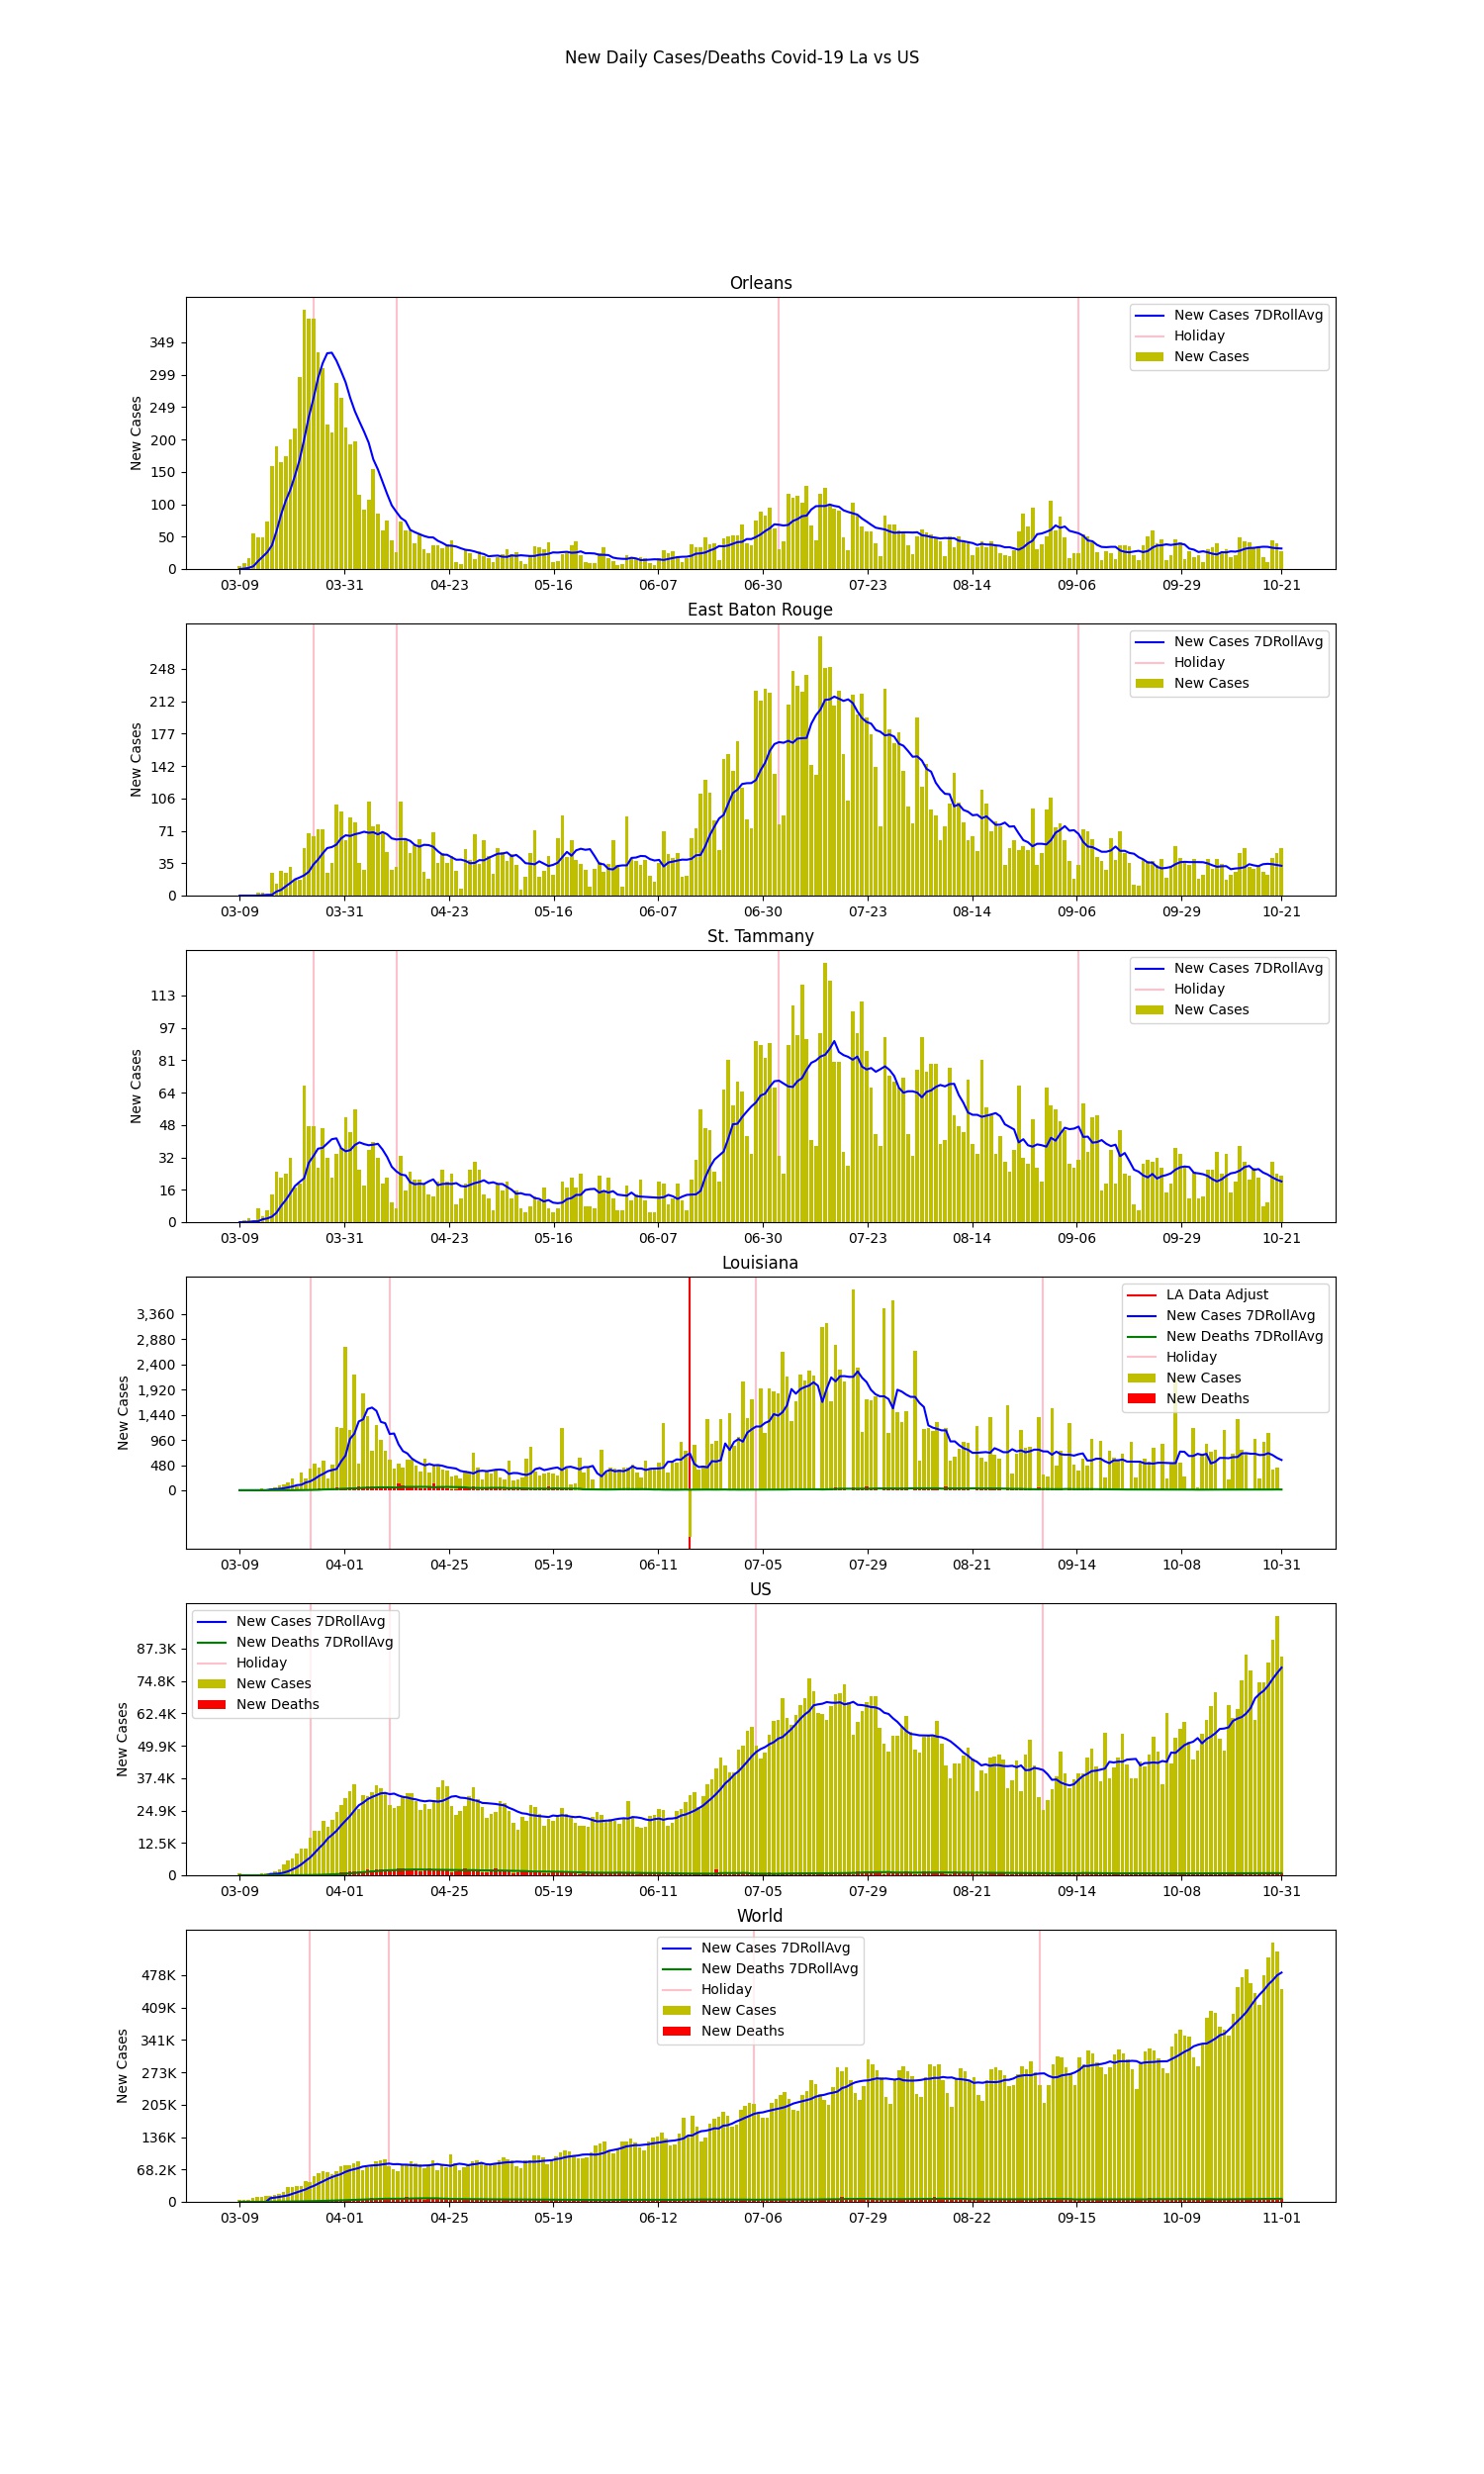 New Daily Cases/Deaths Covid-19 La vs US
Orleans
New Cases
349
299
249
200
150
100
50
0
New Cases 7DRollAvg
Holiday
New Cases
03-09 03-31 04-23 05-16 06-07 06-30 07-23 08-14 09-06 09-29 10-21
East Baton Rouge
New Cases
248
212
177
142
106
71
35
0
New Cases 7DRollAvg
Holiday
New Cases
03-09 03-31 04-23 05-16 06-07 06-30 07-23 08-14 09-06 09-29 10-21
St. Tammany
New Cases
113
97
81
64
48
32
16
0
New Cases 7DRollAvg
Holiday
New Cases
03-09 03-31 04-23 05-16 06-07 06-30 07-23 08-14 09-06 09-29 10-21
Louisiana
New Cases
3,360
2,880
2,400
1,920
1,440
960
480
0
LA Data Adjust
New Cases 7DRollAvg
New Deaths 7DRollAvg
Holiday
New Cases
New Deaths
03-09 04-01 04-25 05-19 06-11 07-05 07-29 08-21 09-14 10-08 10-31
US
New Cases
87.3K
74.8K
62.4K
49.9K
37.4K
24.9K
12.5K
0
New Cases 7DRollAvg
New Deaths 7DRollAvg
Holiday
New Cases
New Deaths
03-09 04-01 04-25 05-19 06-11 07-05 07-29 08-21 09-14 10-08 10-31
World
New Cases
478K
409K
341K
273K
205K
136K
68.2K
0
New Cases 7DRollAvg
New Deaths 7DRollAvg
Holiday
New Cases
New Deaths
03-09 04-01 04-25 05-19 06-12 07-06 07-29 08-22 09-15 10-09 11-01